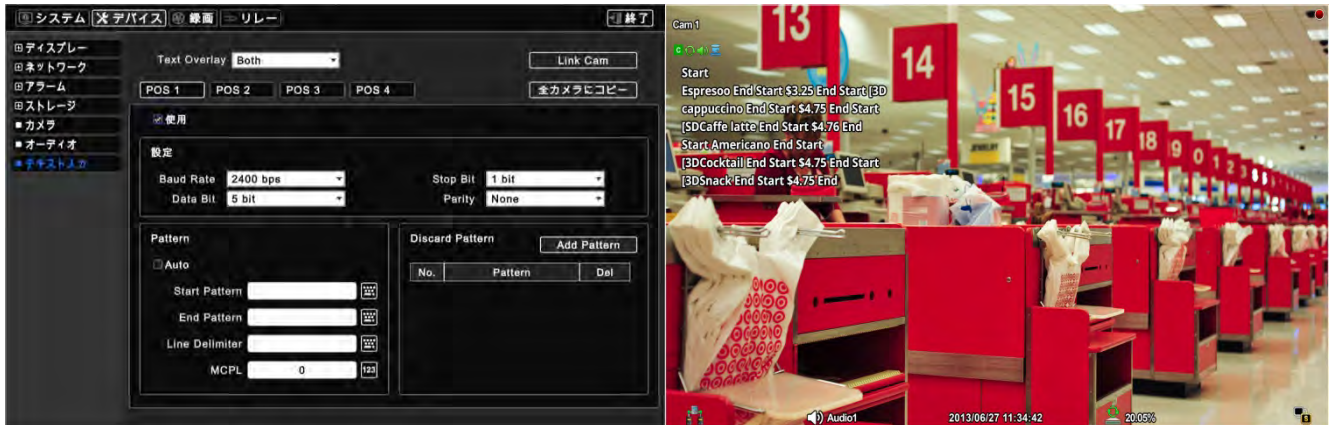 システム デバイス 録画 リレー 終了
ディスプレー
ネットワーク
アラーム
ストレージ
カメラ
オーディオ
テキスト入力
Text Overlay Both Link Cam
POS 1 POS 2 POS 3 POS 4 全カメラにコピー
使用
設定
Baud Rate 2400 bps Stop Bit 1 bit
Data Bit 5 bit Parity None
Pattern
Auto
Start Pattern
End Pattern
Line Delimiter
MCPL 0 123
Discard Pattern Add Pattern
No. Pattern Del
Cam 1
C
Start
Espresoo End Start $3.25 End Start [3D
cappuccino End Start $4.75 End Start
[SDCaffe latte End Start $4.76 End
Start Americano End Start
[3DCocktail End Start $4.75 End Start
[3DSnack End Start $4.75 End
13
14
15
16
17
18
9
0
1
2
3
JEWELRY
Audio1 2013/06/27 11:34:42 20.05% S